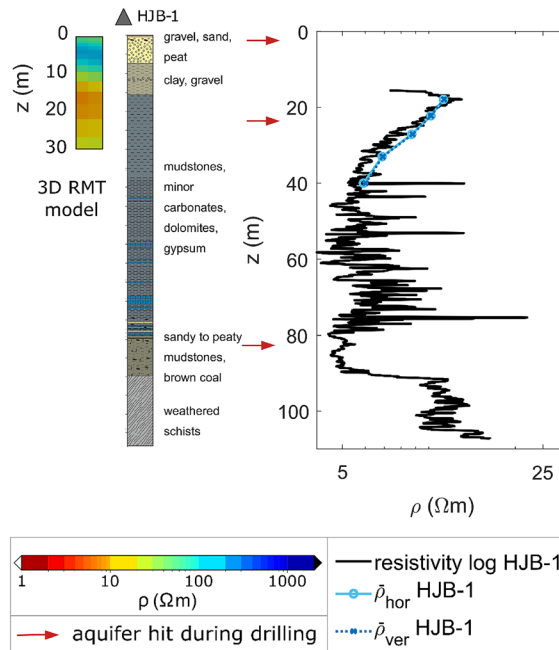 HJB-1
0
10
20
30
z (m)
3D RMT
model
gravel, sand,
peat
clay, gravel
mudstones,
minor
carbonates,
dolomites,
gypsum
sandy to peaty
mudstones,
brown coal
weathered
schists
0
20
40
60
80
100
z (m)
5
25
ρ (Ωm)
1
10
100
1000
ρ (Ωm)
aquifer hit during drilling
resistivity log HJB-1
ρ̄hor HJB-1
ρ̄ver HJB-1